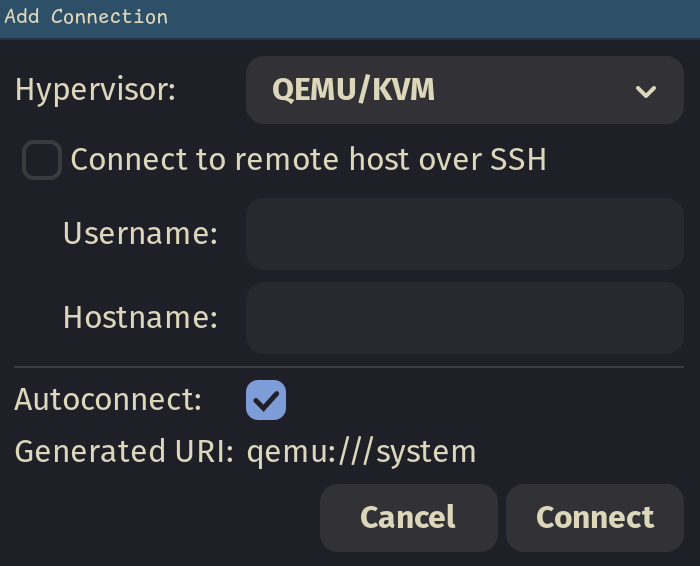 Add Connection
Hypervisor: QEMU/KVM
Connect to remote host over SSH
Username:
Hostname:
Autoconnect:
Generated URI: qemu:///system
Cancel Connect